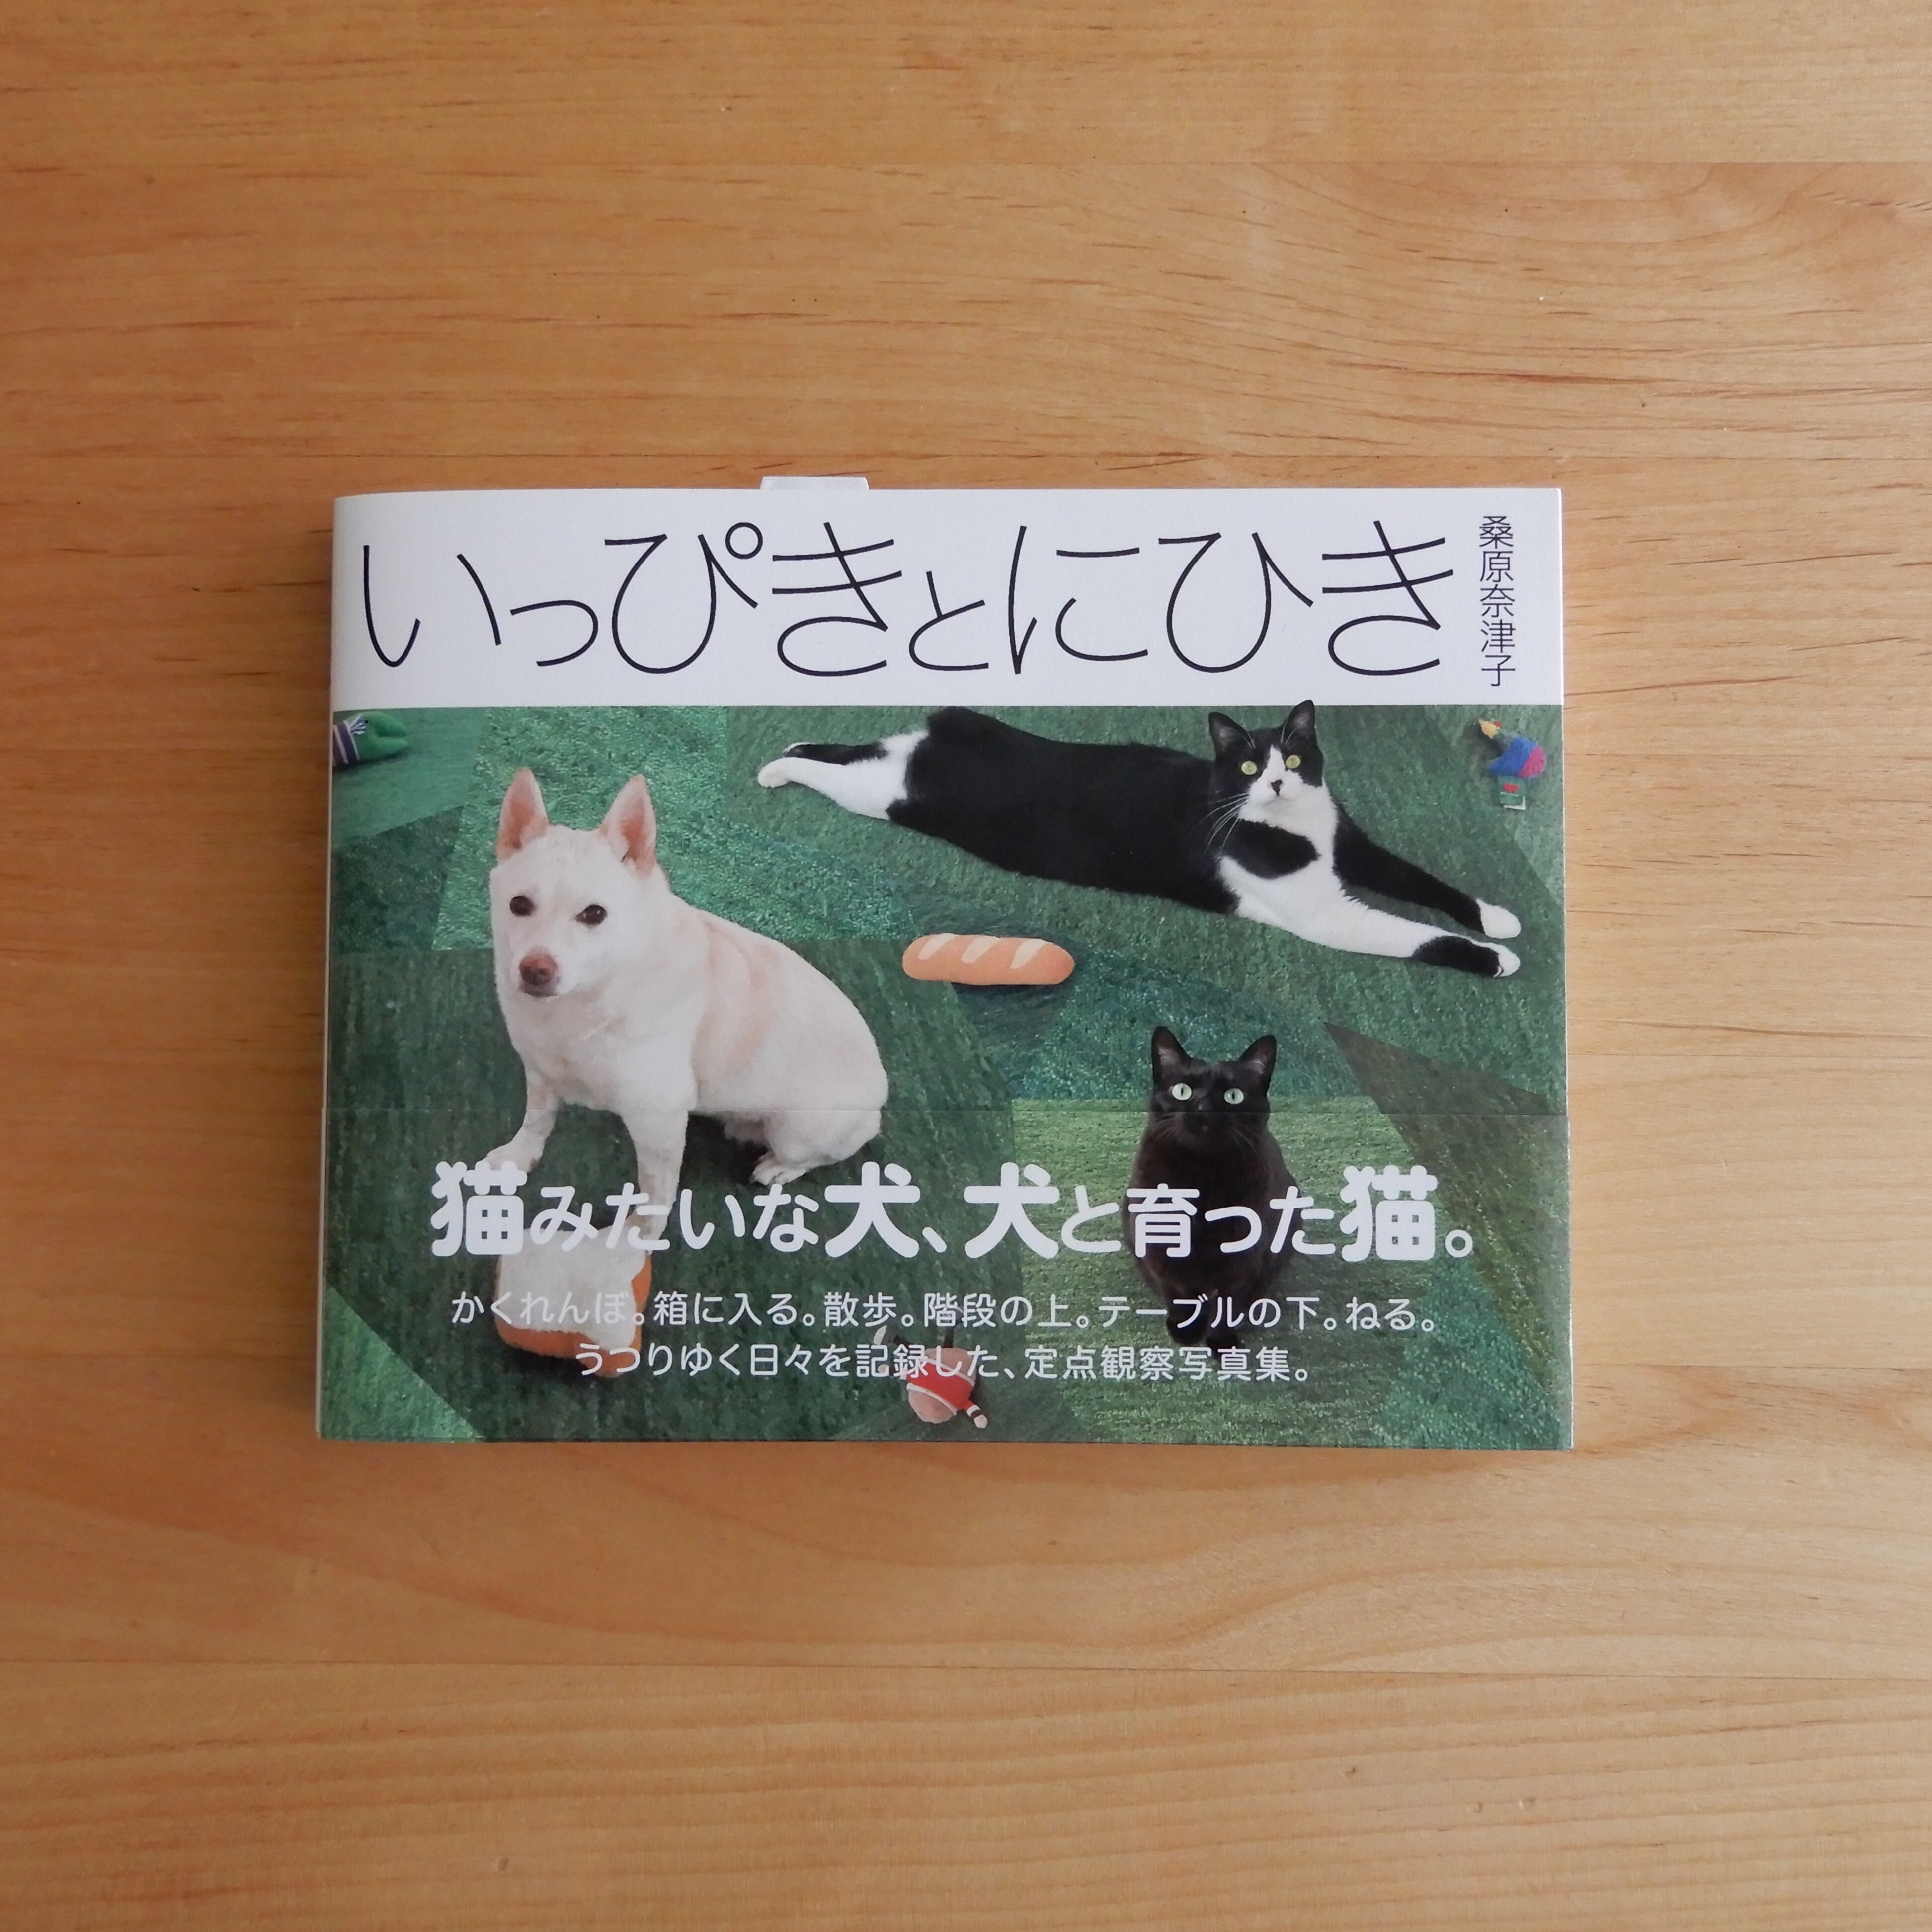 いっぴきとにひき
桑原奈津子
猫みたいな犬、犬と育った猫。
かくれんぼ。箱に入る。散歩。階段の上。テーブルの下。ねる。
うつりゆく日々を記録した、定点観察写真集。